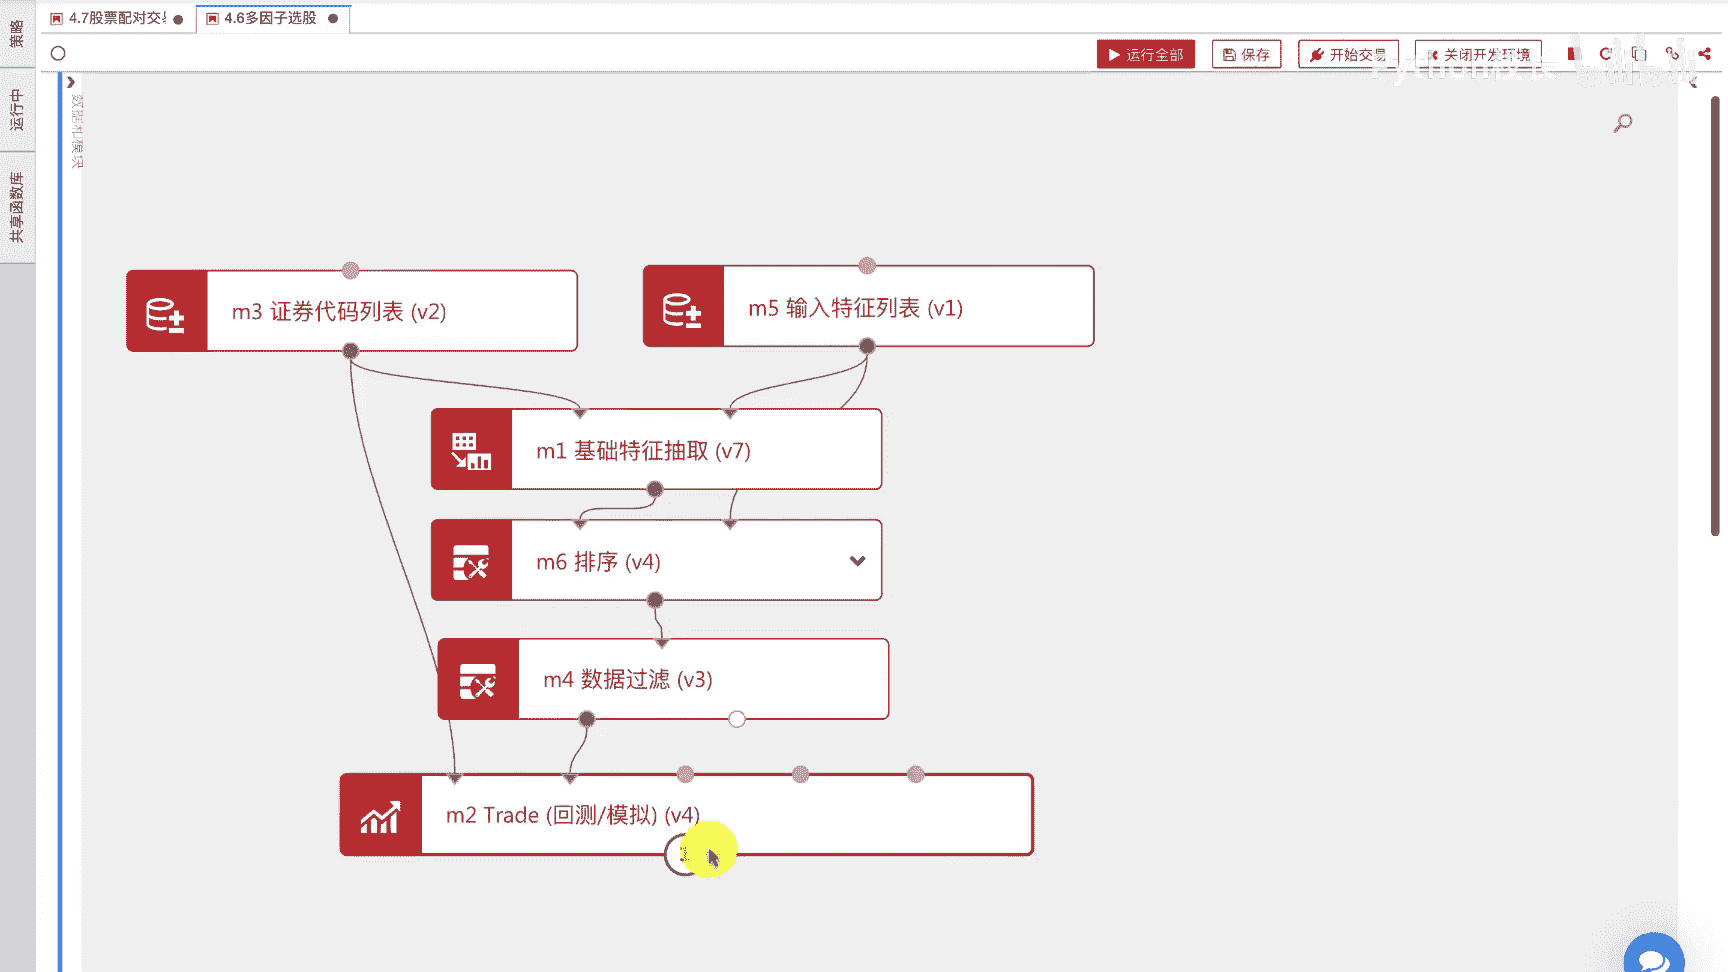 4.7股票配对交易
4.6多因子选股
策略
运行中
共享函数库
运行全部
保存
开始交易
关闭开发环境
数据和模块
m3 证券代码列表 (v2)
m5 输入特征列表 (v1)
m1 基础特征抽取 (v7)
m6 排序 (v4)
m4 数据过滤 (v3)
m2 Trade (回测/模拟) (v4)